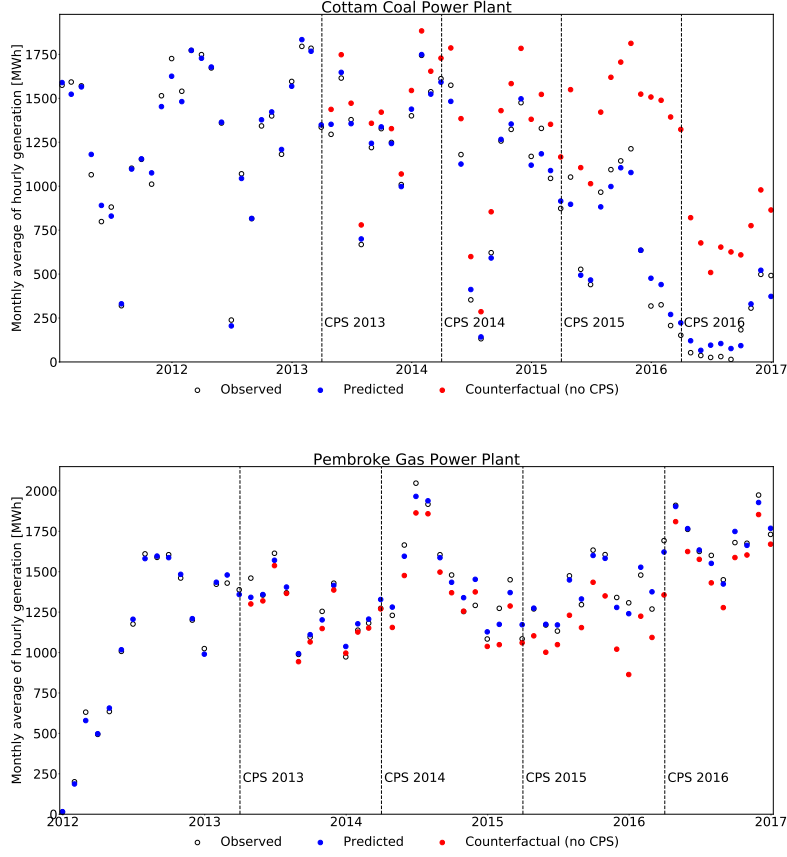 Cottam Coal Power Plant
Monthly average of hourly generation [MWh]
1750
1500
1250
1000
750
500
250
0
CPS 2013 CPS 2014 CPS 2015 CPS 2016
2012 2013 2014 2015 2016 2017
Observed Predicted Counterfactual (no CPS)
Pembroke Gas Power Plant
Monthly average of hourly generation [MWh]
2000
1750
1500
1250
1000
750
500
250
0
CPS 2013 CPS 2014 CPS 2015 CPS 2016
2012 2013 2014 2015 2016 2017
Observed Predicted Counterfactual (no CPS)